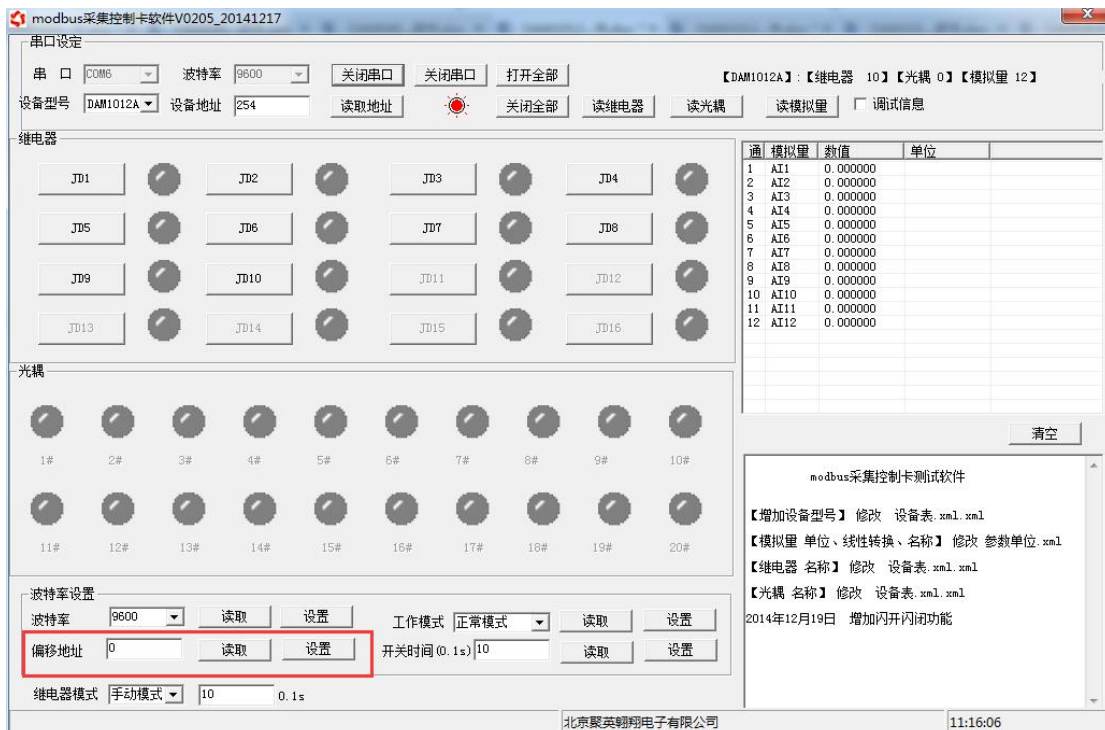 modbus采集控制卡软件V0205_20141217
串口设定
串 口 COM6 波特率 9600 关闭串口 关闭串口 打开全部 【DAM1012A】:【继电器 10】【光耦 0】【模拟量 12】
设备型号 DAM1012A 设备地址 254 读取地址 关闭全部 读继电器 读光耦 读模拟量 调试信息
继电器
JD1 JD2 JD3 JD4
JD5 JD6 JD7 JD8
JD9 JD10 JD11 JD12
JD13 JD14 JD15 JD16
光耦
1# 2# 3# 4# 5# 6# 7# 8# 9# 10#
11# 12# 13# 14# 15# 16# 17# 18# 19# 20#
波特率设置
波特率 9600 读取 设置 工作模式 正常模式 读取 设置
偏移地址 0 读取 设置 开关时间(0.1s) 10 读取 设置
继电器模式 手动模式 10 0.1s
通 模拟量 数值 单位
1 AI1 0.000000
2 AI2 0.000000
3 AI3 0.000000
4 AI4 0.000000
5 AI5 0.000000
6 AI6 0.000000
7 AI7 0.000000
8 AI8 0.000000
9 AI9 0.000000
10 AI10 0.000000
11 AI11 0.000000
12 AI12 0.000000
清空
modbus采集控制卡测试软件
【增加设备型号】 修改 设备表.xml.xml
【模拟量 单位、线性转换、名称】 修改 参数单位.xml
【继电器 名称】 修改 设备表.xml.xml
【光耦 名称】 修改 设备表.xml.xml
2014年12月19日 增加闪开闪闭功能
北京聚英翱翔电子有限公司 11:16:06